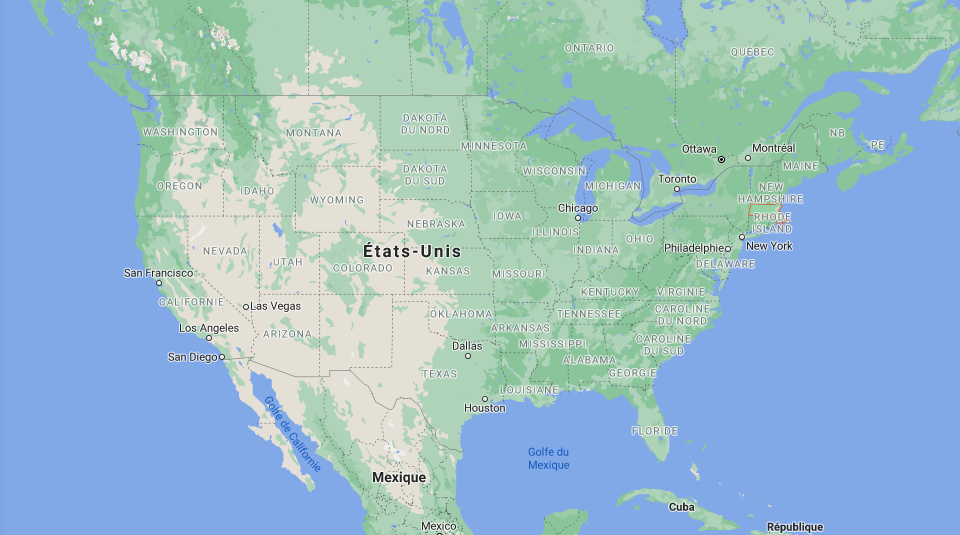 ONTARIO
QUÉBEC
WASHINGTON
MONTANA
DAKOTA
DU NORD
MINNESOTA
Ottawa
Montréal
NB
PE
MAINE
OREGON
IDAHO
WYOMING
DAKOTA
DU SUD
WISCONSIN
MICHIGAN
Toronto
NEW
HAMPSHIRE
RHODE
ISLAND
NEBRASKA
IOWA
Chicago
ILLINOIS
INDIANA
OHIO
Philadelphie
New York
DELAWARE
NEVADA
UTAH
COLORADO
États-Unis
KANSAS
MISSOURI
KENTUCKY
VIRGINIE
San Francisco
CALIFORNIE
Las Vegas
Los Angeles
ARIZONA
San Diego
OKLAHOMA
ARKANSAS
TENNESSEE
CAROLINE
DU NORD
MISSISSIPPI
CAROLINE
DU SUD
Dallas
ALABAMA
GÉORGIE
TEXAS
LOUISIANE
Houston
Golfe de Californie
FLORIDE
Golfe du
Mexique
Mexique
Cuba
Mexico
République